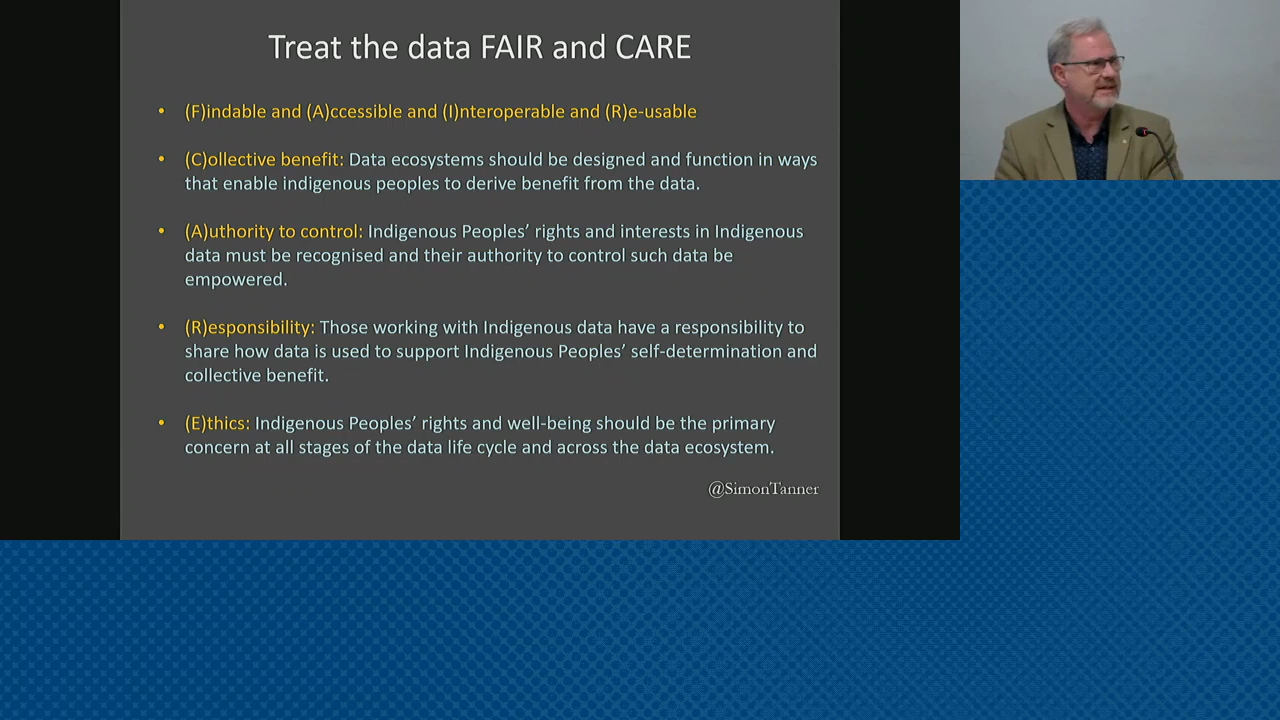 Treat the data FAIR and CARE
• (F)indable and (A)ccessible and (I)nteroperable and (R)e-usable
• (C)ollective benefit: Data ecosystems should be designed and function in ways
that enable indigenous peoples to derive benefit from the data.
• (A)uthority to control: Indigenous Peoples’ rights and interests in Indigenous
data must be recognised and their authority to control such data be
empowered.
• (R)esponsibility: Those working with Indigenous data have a responsibility to
share how data is used to support Indigenous Peoples’ self-determination and
collective benefit.
• (E)thics: Indigenous Peoples’ rights and well-being should be the primary
concern at all stages of the data life cycle and across the data ecosystem.
@SimonTanner